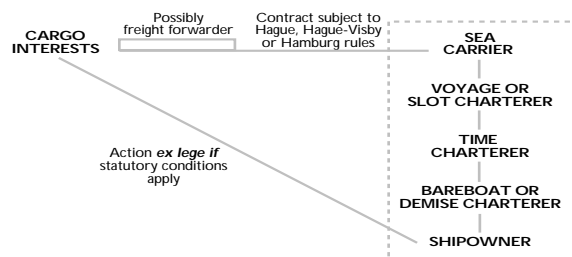 Possibly
freight forwarder
Contract subject to
Hague, Hague-Visby
or Hamburg rules
CARGO
INTERESTS
SEA
CARRIER
VOYAGE OR
SLOT CHARTERER
TIME
CHARTERER
Action ex lege if
statutory conditions
apply
BAREBOAT OR
DEMISE CHARTERER
SHIPOWNER